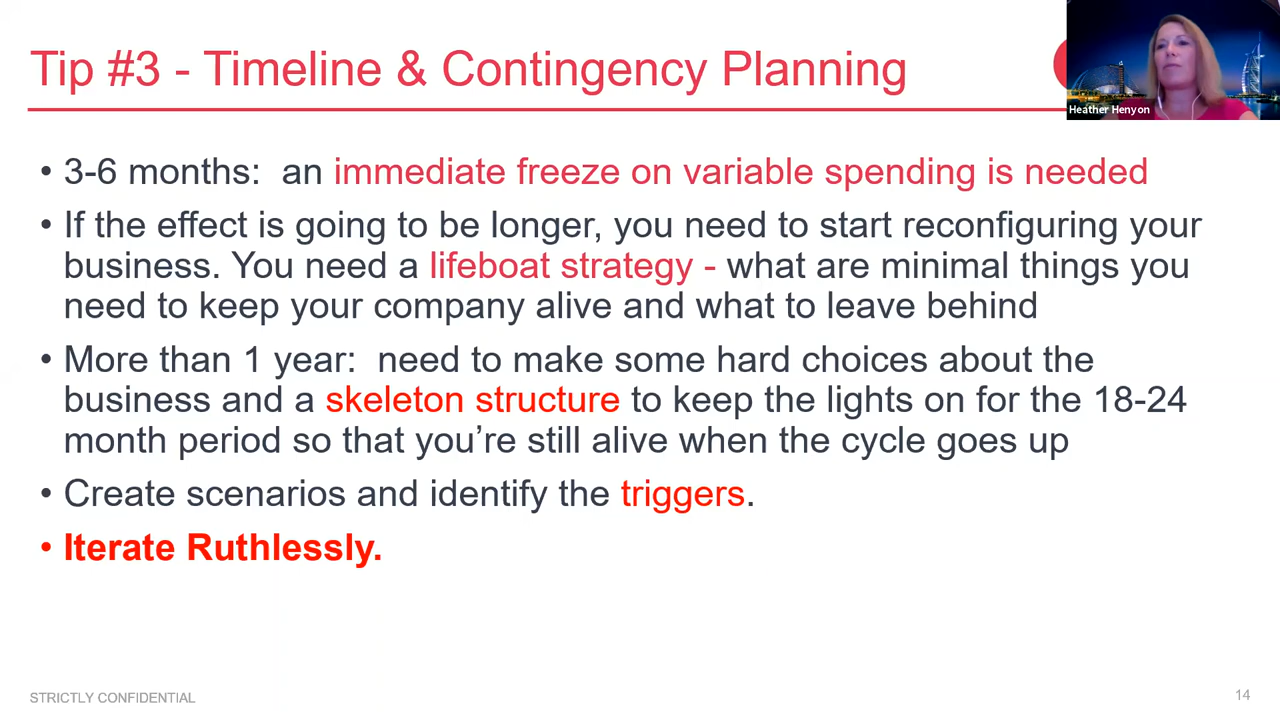 Tip #3 - Timeline & Contingency Planning
Heather Henyon
• 3-6 months:  an immediate freeze on variable spending is needed
• If the effect is going to be longer, you need to start reconfiguring your
business. You need a lifeboat strategy - what are minimal things you
need to keep your company alive and what to leave behind
• More than 1 year:  need to make some hard choices about the
business and a skeleton structure to keep the lights on for the 18-24
month period so that you’re still alive when the cycle goes up
• Create scenarios and identify the triggers.
• Iterate Ruthlessly.
STRICTLY CONFIDENTIAL
14